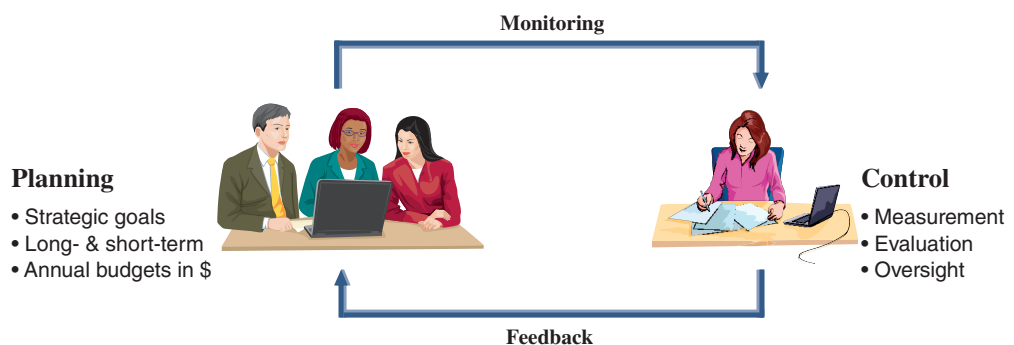 Monitoring
Planning
• Strategic goals
• Long- & short-term
• Annual budgets in $
Control
• Measurement
• Evaluation
• Oversight
Feedback